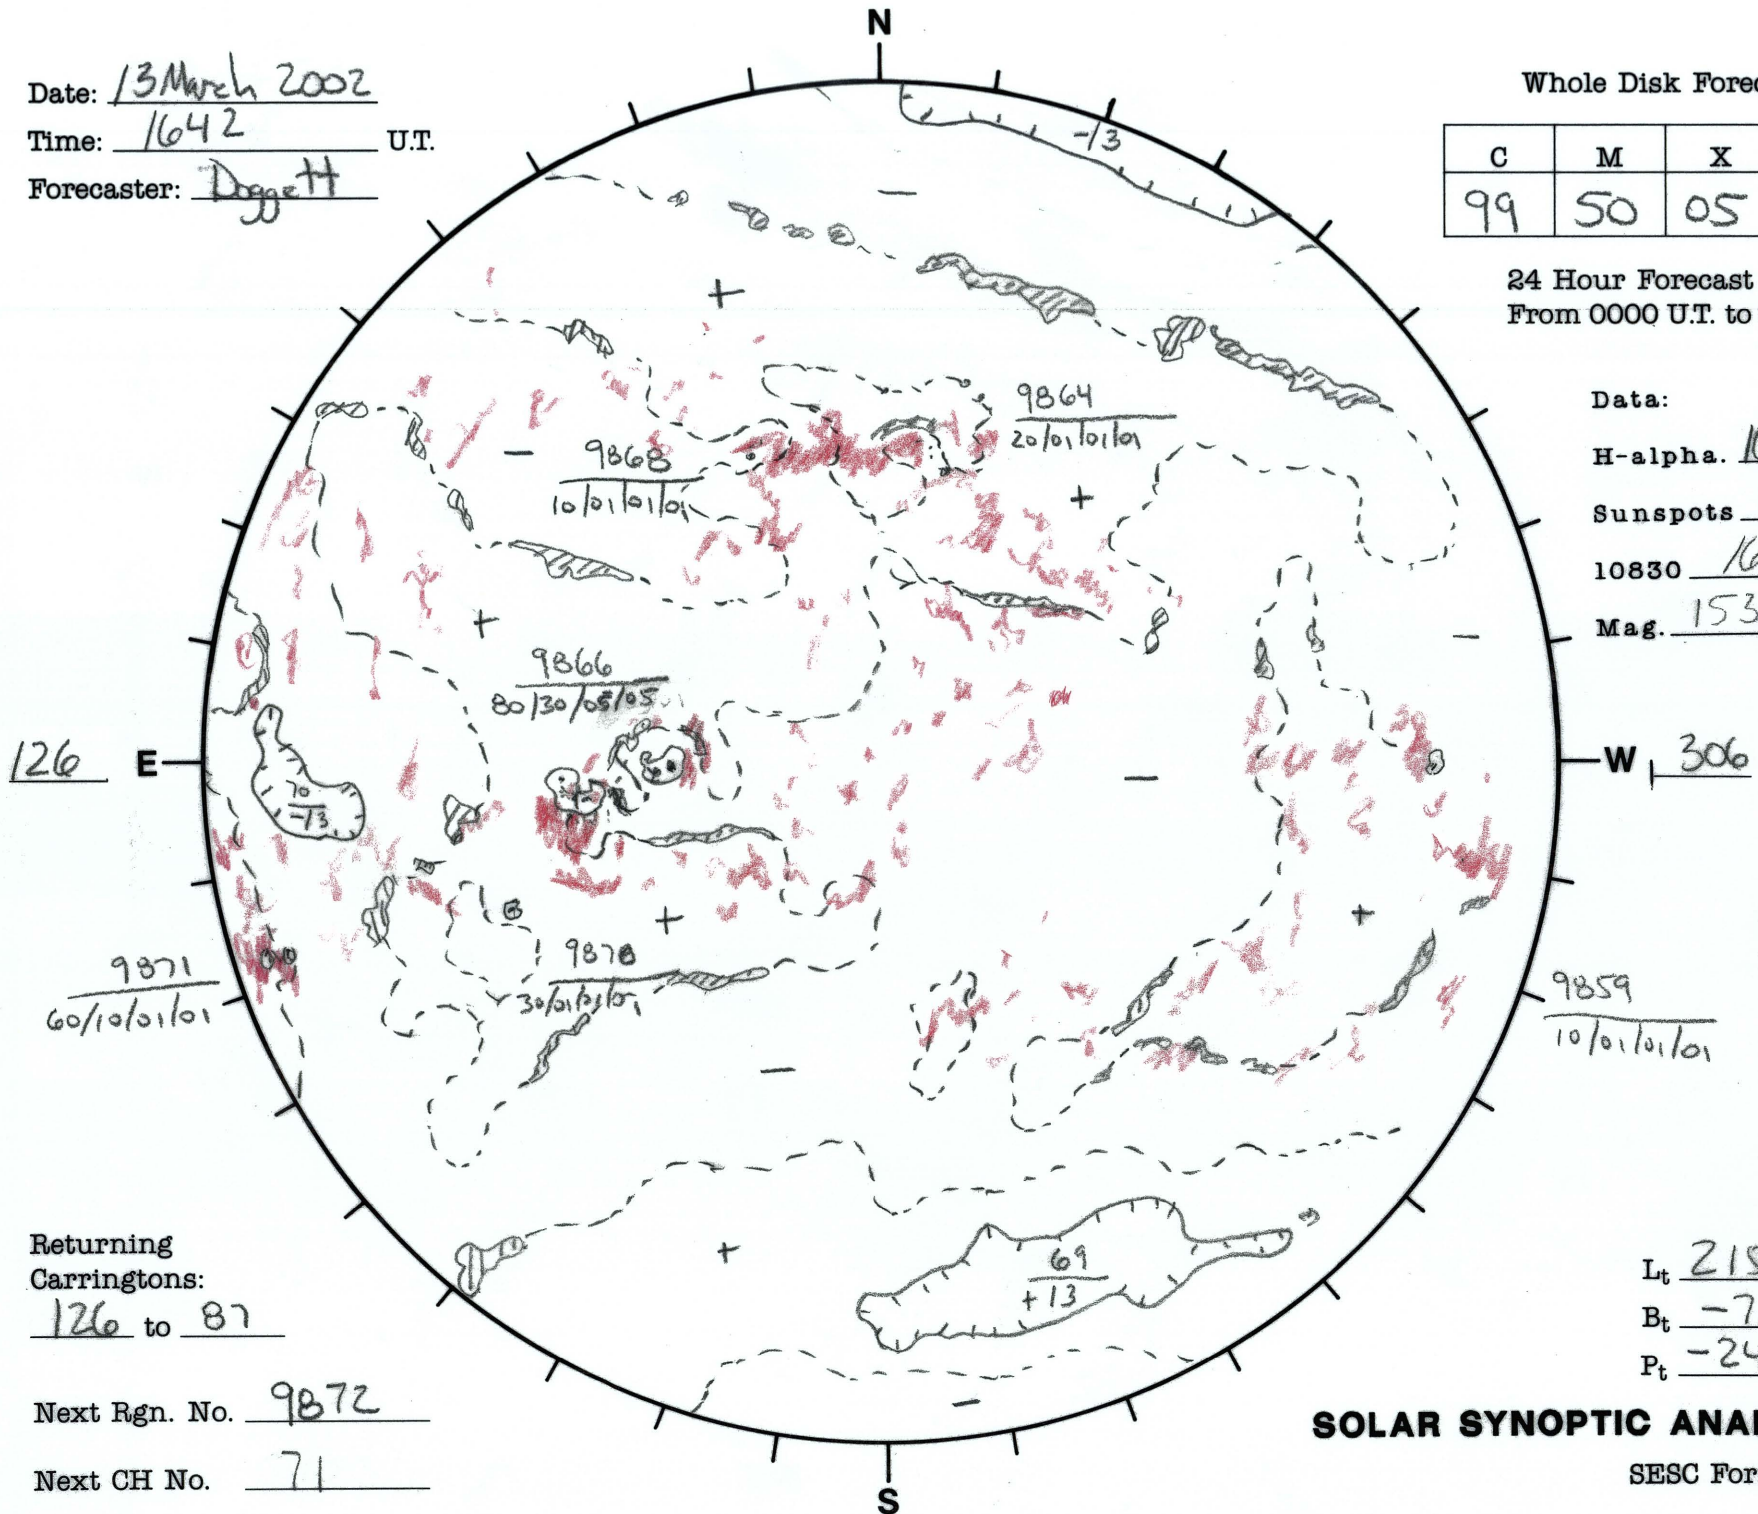 N
Date: 13 March 2002
Time: 1642 U.T.
Forecaster: Doggett
Whole Disk Forec
C M X
99 50 05
24 Hour Forecast
From 0000 U.T. to
-13
+
9864
20/01/01/01
Data:
H-alpha.
Sunspots
10830 16
Mag. 153
9868
10/01/01/01
+
+
9866
80/30/05/05
126 E
W 306
70
-13
+
+
9871
60/10/01/01
9870
30/01/01/01
9859
10/01/01/01
Returning
Carringtons:
126 to 87
+
69
+13
Lt 218
Bt -7
Pt -24
Next Rgn. No. 9872
Next CH No. 71
SOLAR SYNOPTIC ANA
SESC For
S